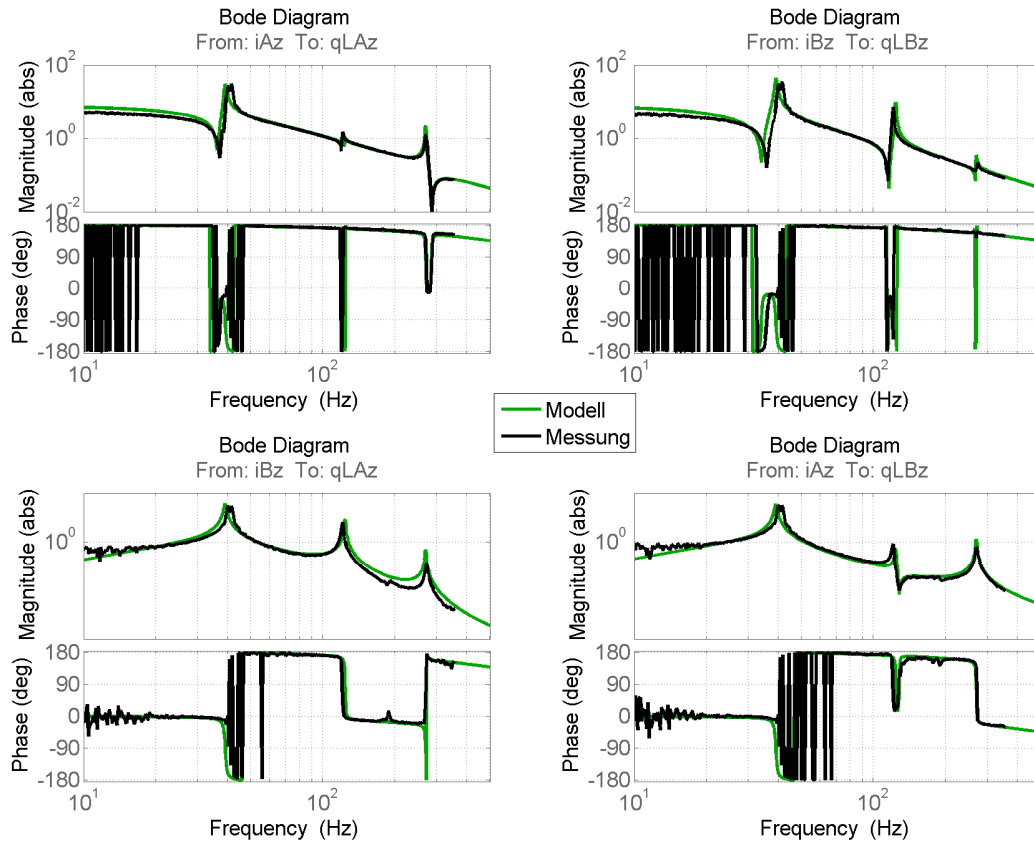 Bode Diagram
From: iAz To: qLAz
Magnitude (abs)
10^2
10^0
10^-2
Phase (deg)
180
90
0
-90
-180
10^1
10^2
Frequency (Hz)
Bode Diagram
From: iBz To: qLBz
Magnitude (abs)
10^2
10^0
10^-2
Phase (deg)
180
90
0
-90
-180
10^1
10^2
Frequency (Hz)
Modell
Messung
Bode Diagram
From: iBz To: qLAz
Magnitude (abs)
10^0
Phase (deg)
180
90
0
-90
-180
10^1
10^2
Frequency (Hz)
Bode Diagram
From: iAz To: qLBz
Magnitude (abs)
10^0
Phase (deg)
180
90
0
-90
-180
10^1
10^2
Frequency (Hz)